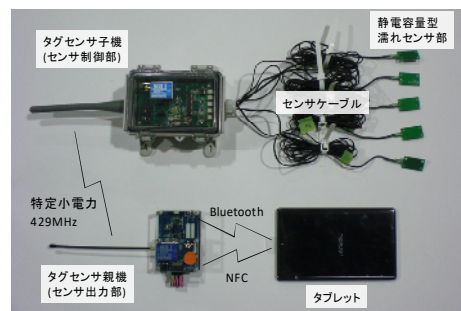 タグセンサ子機
(センサ制御部)
静電容量型
濡れセンサ部
センサケーブル
特定小電力
429MHz
Bluetooth
NFC
タグセンサ親機
(センサ出力部)
タブレット